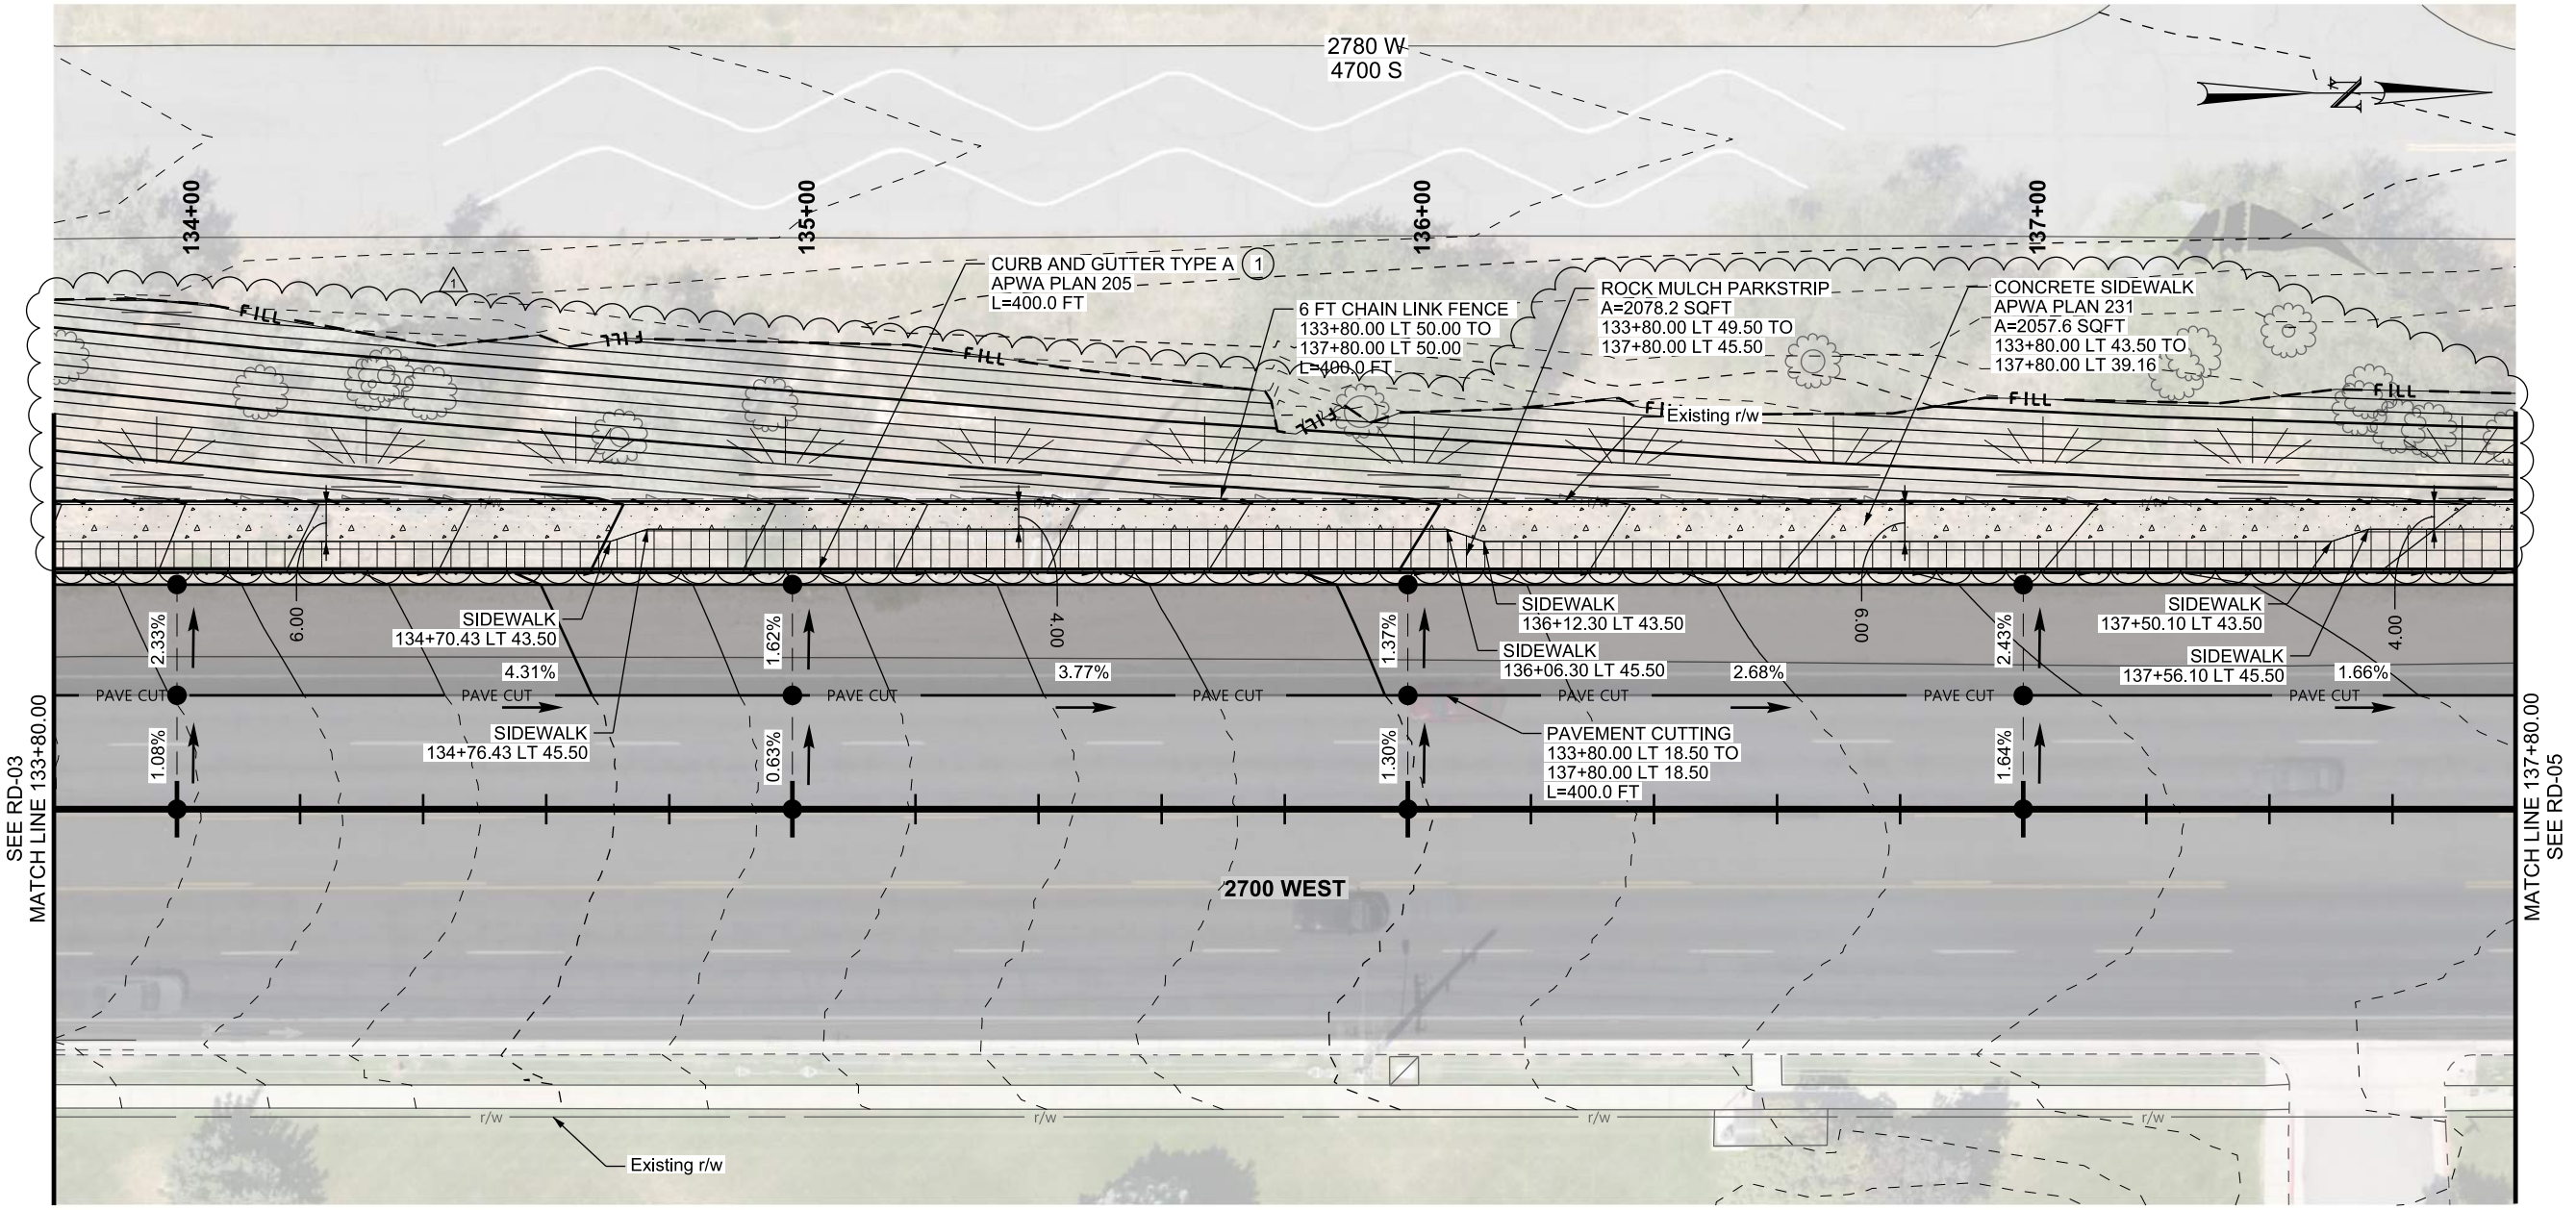 2780 W
4700 S
N
134+00
135+00
136+00
137+00
1
CURB AND GUTTER TYPE A 1
APWA PLAN 205
L=400.0 FT
6 FT CHAIN LINK FENCE
133+80.00 LT 50.00 TO
137+80.00 LT 50.00
L=400.0 FT
ROCK MULCH PARKSTRIP
A=2078.2 SQFT
133+80.00 LT 49.50 TO
137+80.00 LT 45.50
CONCRETE SIDEWALK
APWA PLAN 231
A=2057.6 SQFT
133+80.00 LT 43.50 TO
137+80.00 LT 39.16
FILL
FILL
FILL
FILL
FILL
FILL
Existing r/w
6.00
4.00
6.00
4.00
SIDEWALK
134+70.43 LT 43.50
SIDEWALK
136+12.30 LT 43.50
SIDEWALK
137+50.10 LT 43.50
SIDEWALK
136+06.30 LT 45.50
SIDEWALK
137+56.10 LT 45.50
2.33%
1.62%
1.37%
2.43%
4.31%
3.77%
2.68%
1.66%
PAVE CUT
PAVE CUT
PAVE CUT
PAVE CUT
PAVE CUT
PAVE CUT
PAVE CUT
SIDEWALK
134+76.43 LT 45.50
PAVEMENT CUTTING
133+80.00 LT 18.50 TO
137+80.00 LT 18.50
L=400.0 FT
1.08%
0.63%
1.30%
1.64%
SEE RD-03
MATCH LINE 133+80.00
MATCH LINE 137+80.00
SEE RD-05
2700 WEST
r/w
r/w
r/w
r/w
Existing r/w